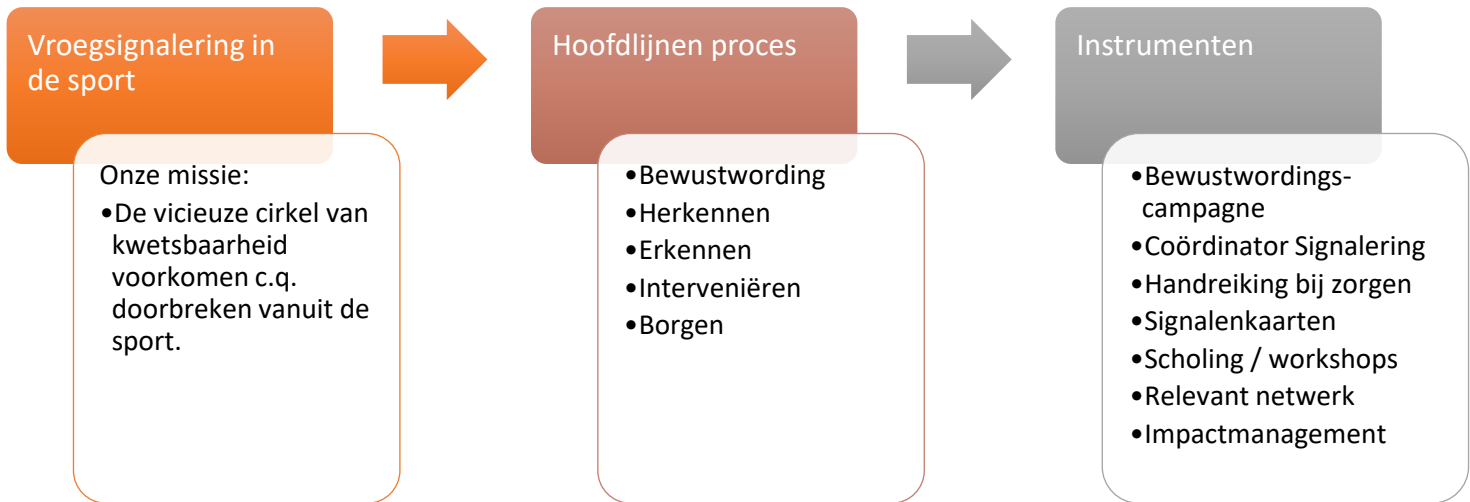 Vroegsignalering in
de sport
Onze missie:
•De vicieuze cirkel van
kwetsbaarheid
voorkomen c.q.
doorbreken vanuit de
sport.
Hoofdlijnen proces
•Bewustwording
•Herkennen
•Erkennen
•Interveniëren
•Borgen
Instrumenten
•Bewustwordings-
campagne
•Coördinator Signalering
•Handreiking bij zorgen
•Signalenkaarten
•Scholing / workshops
•Relevant netwerk
•Impactmanagement